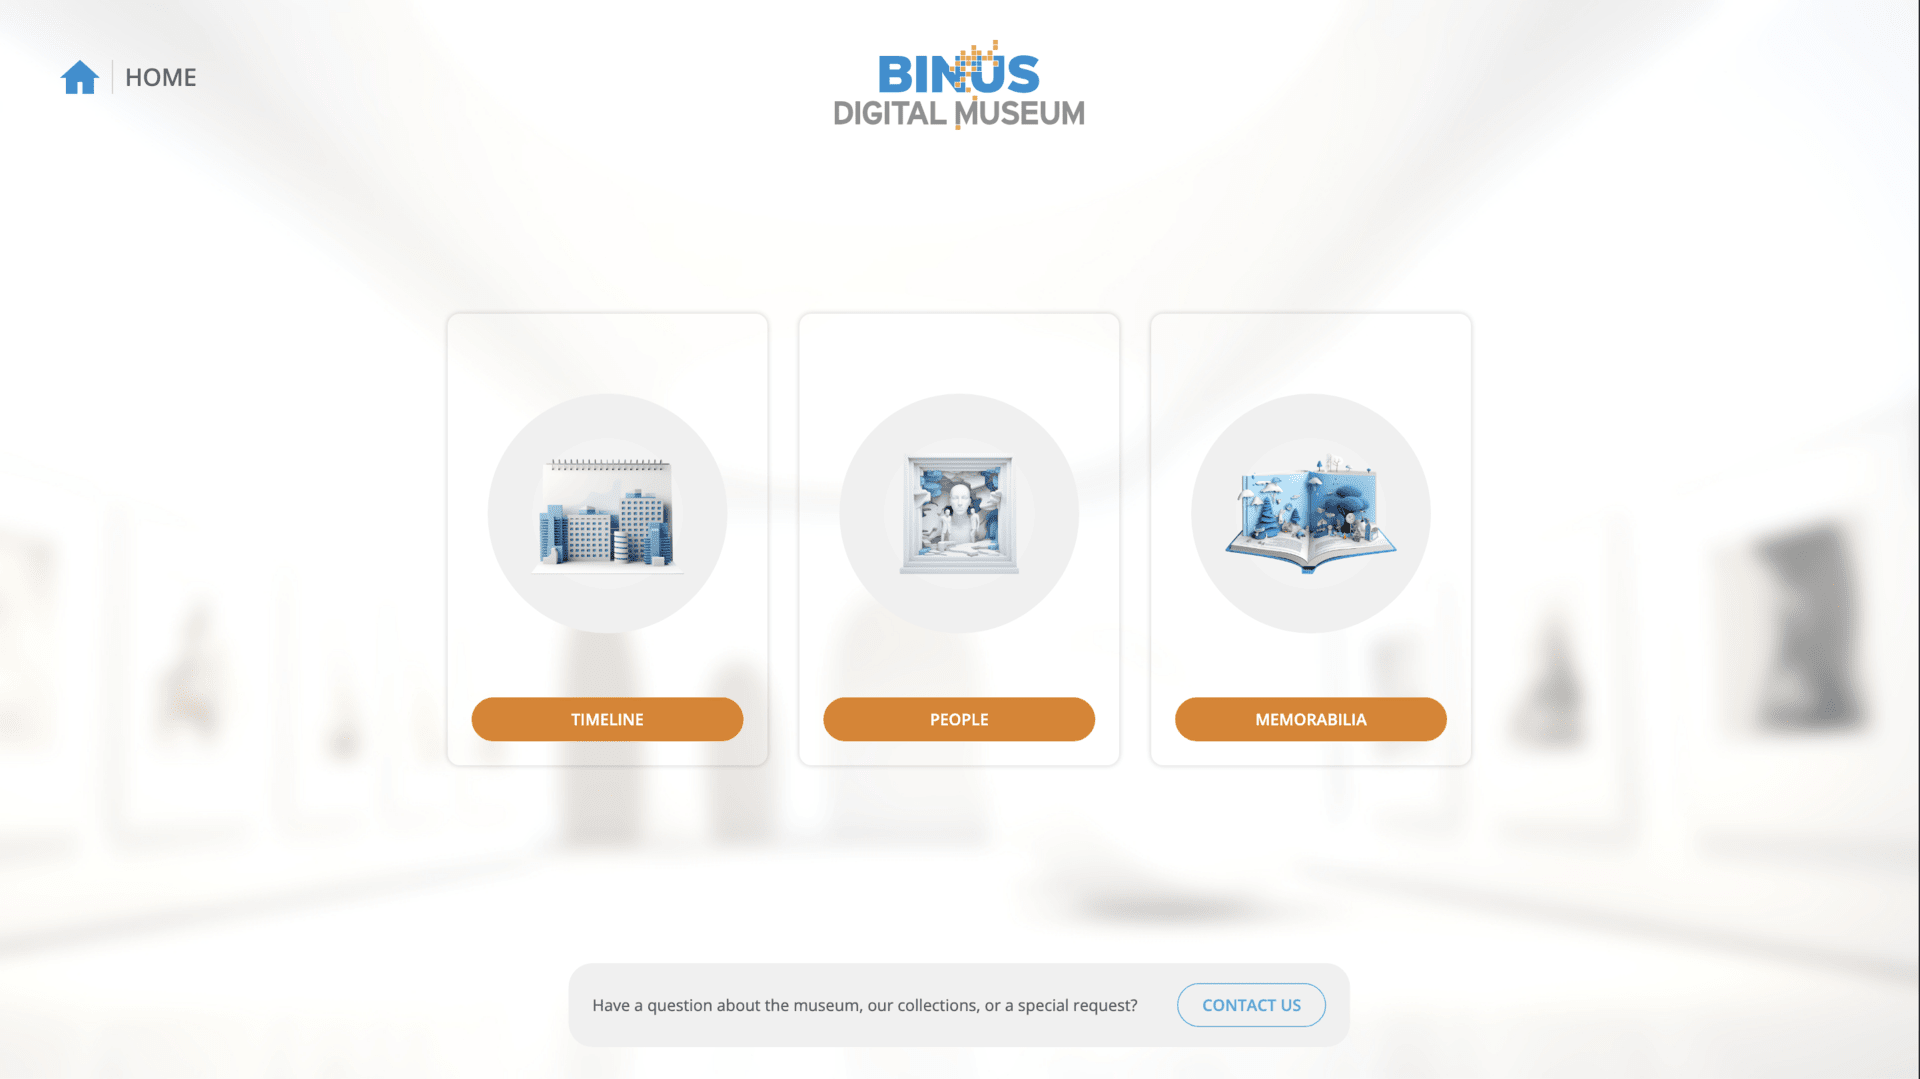 HOME
BINUS
DIGITAL MUSEUM
TIMELINE
PEOPLE
MEMORABILIA
Have a question about the museum, our collections, or a special request?
CONTACT US